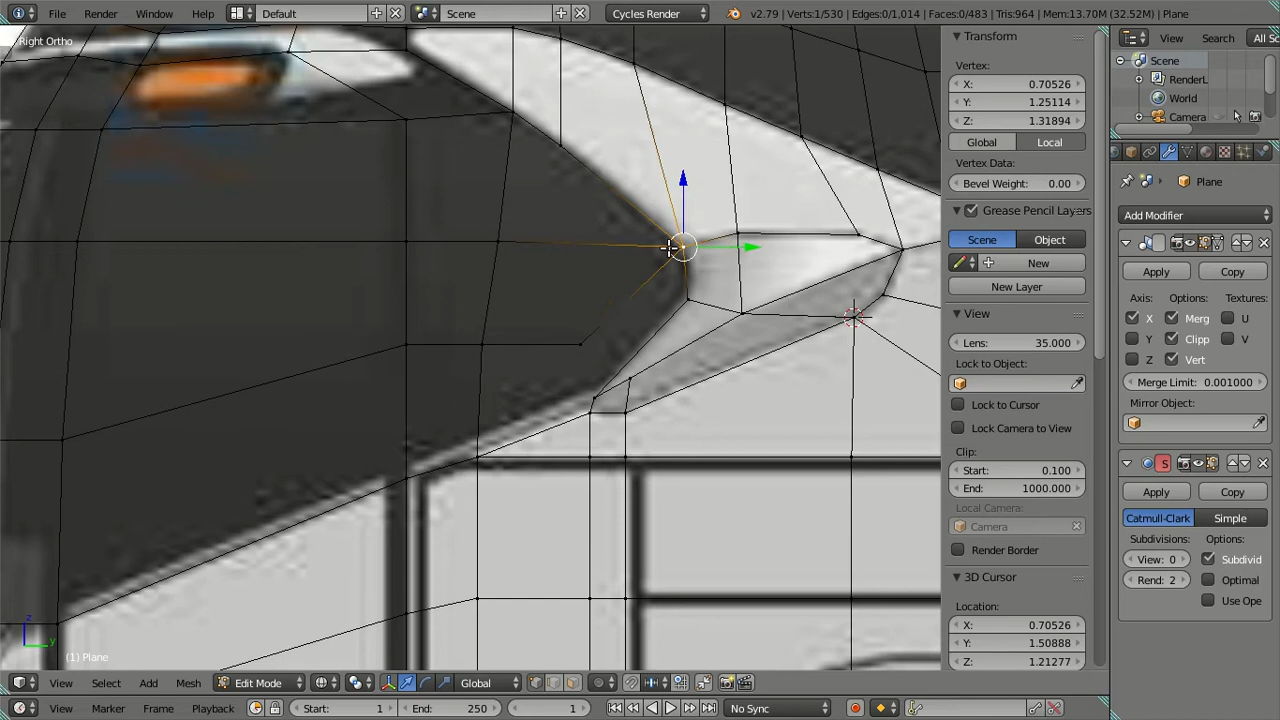 File Render Window Help Default Scene Cycles Render v2.79 | Verts:1/530 | Edges:0/1,014 | Faces:0/483 | Tris:964 | Mem:13.70M (32.52M) | Plane
Right Ortho
Transform
Vertex:
X: 0.70526
Y: 1.25114
Z: 1.31894
Global Local
Vertex Data:
Bevel Weight: 0.00
Grease Pencil Layers
Scene Object
New
New Layer
View
Lens: 35.000
Lock to Object:
Lock to Cursor
Lock Camera to View
Clip:
Start: 0.100
End: 1000.000
Local Camera:
Camera
Render Border
3D Cursor
Location:
X: 0.70526
Y: 1.50888
Z: 1.21277
View Search All Sc
Scene
RenderL
World
Camera
Plane
Add Modifier
Apply Copy
Axis: Options: Textures:
X Merg U
Y Clipp V
Z Vert
Merge Limit: 0.001000
Mirror Object:
S
Apply Copy
Catmull-Clark Simple
Subdivisions: Options:
View: 0 Subdivid
Rend: 2 Optimal
Use Ope
z
y
(1) Plane
View Select Add Mesh Edit Mode Global
View Marker Frame Playback Start: 1 End: 250 1 No Sync